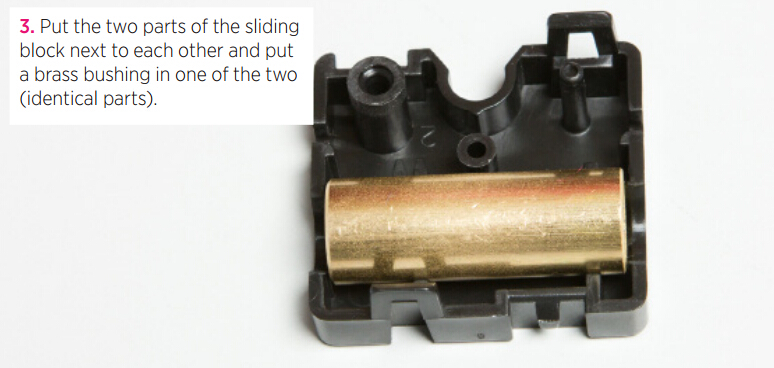 3. Put the two parts of the sliding
block next to each other and put
a brass bushing in one of the two
(identical parts).
2